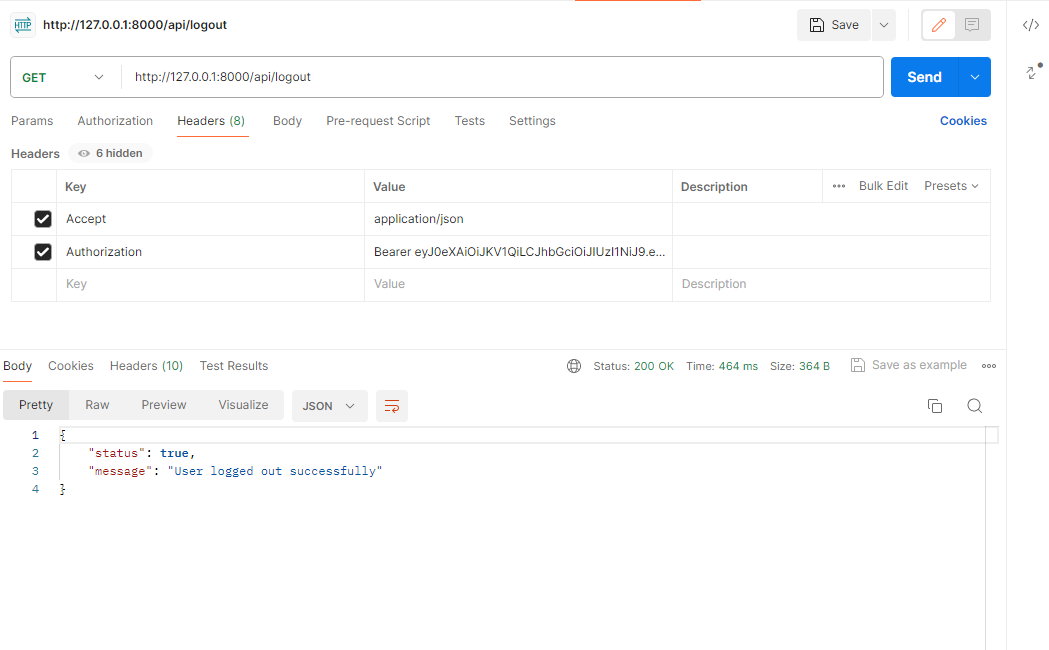 HTTP http://127.0.0.1:8000/api/logout Save
GET http://127.0.0.1:8000/api/logout Send
Params Authorization Headers (8) Body Pre-request Script Tests Settings Cookies
Headers 6 hidden
Key Value Description Bulk Edit Presets
Accept application/json
Authorization Bearer eyJ0eXAiOiJKV1QiLCJhbGciOiJIUzI1NiJ9.e...
Key Value Description
Body Cookies Headers (10) Test Results Status: 200 OK Time: 464 ms Size: 364 B Save as example
Pretty Raw Preview Visualize JSON
1 {
2 "status": true,
3 "message": "User logged out successfully"
4 }